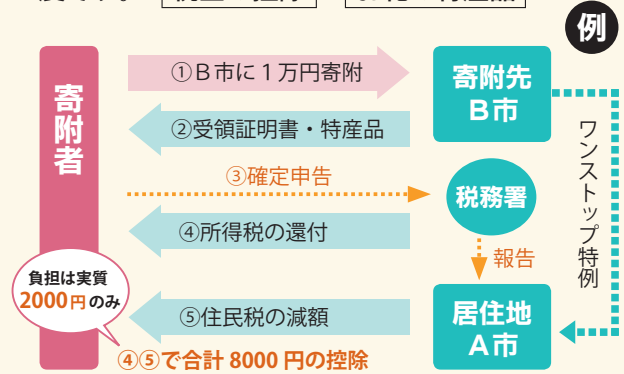 例
①B市に1万円寄附
寄附先
B市
寄附者
②受領証明書・特産品
③確定申告
税務署
ワンストップ特例
④所得税の還付
報告
負担は実質
2000円のみ
⑤住民税の減額
居住地
A市
④⑤で合計 8000 円の控除